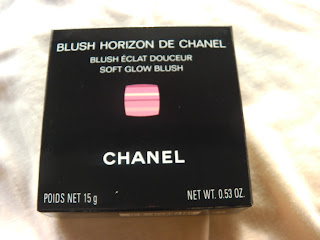 BLUSH HORIZON DE CHANEL
BLUSH ÉCLAT DOUCEUR
SOFT GLOW BLUSH
CHANEL
POIDS NET 15 g NET WT. 0.53 OZ.